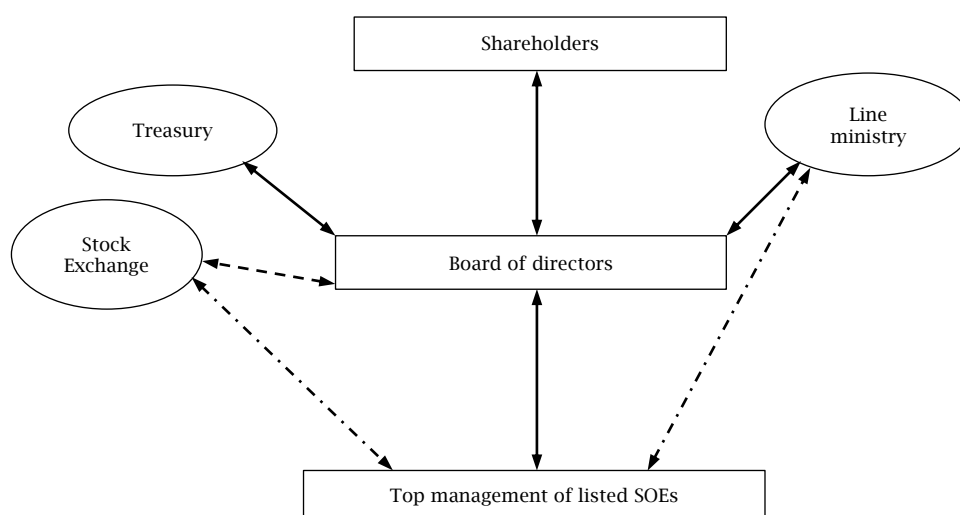 Shareholders
Treasury
Line
ministry
Stock
Exchange
Board of directors
Top management of listed SOEs